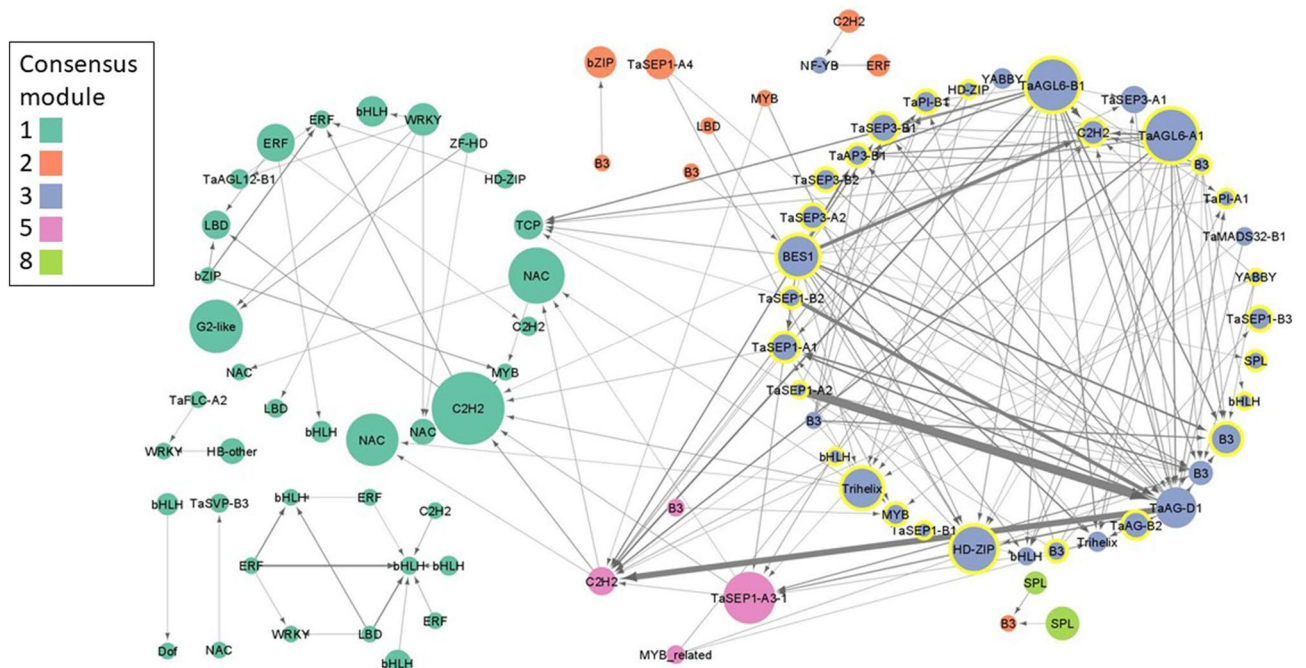 Consensus
module
1
2
3
5
8
ERF
bHLH
WRKY
ERF
ZF-HD
TaAGL12-B1
HD-ZIP
LBD
TCP
bZIP
NAC
G2-like
C2H2
NAC
MYB
TaFLC-A2
LBD
C2H2
bHLH
NAC
NAC
WRKY
HB-other
bHLH
TaSVP-B3
bHLH
ERF
C2H2
ERF
bHLH
bHLH
WRKY
LBD
ERF
Dof
NAC
bHLH
bZIP
TaSEP1-A4
C2H2
NF-YB
ERF
MYB
LBD
B3
B3
YABBY
HD-ZIP
TaAGL6-B1
TaPI-B1
TaSEP3-A1
TaSEP3-B1
C2H2
TaAGL6-A1
TaAP3-B1
B3
TaSEP3-B2
TaPI-A1
TaSEP3-A2
TaMADS32-B1
BES1
YABBY
TaSEP1-B2
TaSEP1-B3
TaSEP1-A1
SPL
TaSEP1-A2
bHLH
B3
B3
bHLH
B3
Trihelix
TaAG-D1
MYB
TaAG-B2
TaSEP1-B1
HD-ZIP
bHLH
B3
Trihelix
B3
C2H2
TaSEP1-A3-1
MYB_related
SPL
B3
SPL